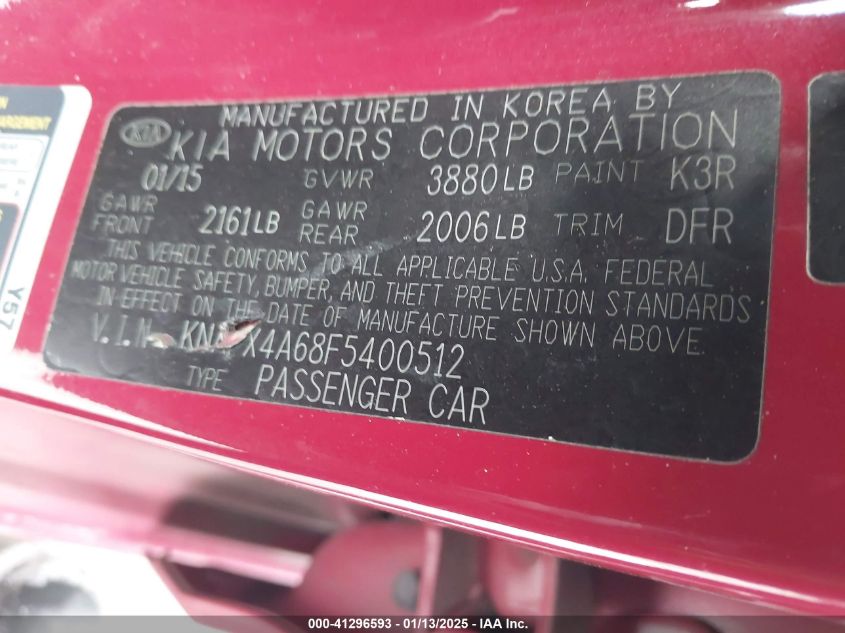 ARGEMENT
Y57
KIA
MANUFACTURED IN KOREA BY
KIA MOTORS CORPORATION
01/15 GVWR 3880LB PAINT K3R
GAWR FRONT 2161LB GAWR REAR 2006LB TRIM DFR
THIS VEHICLE CONFORMS TO ALL APPLICABLE U.S.A. FEDERAL
MOTOR VEHICLE SAFETY, BUMPER, AND THEFT PREVENTION STANDARDS
IN EFFECT ON THE DATE OF MANUFACTURE SHOWN ABOVE.
V.I.N. KN X4A68F5400512
TYPE PASSENGER CAR
000-41296593 - 01/13/2025 - IAA Inc.